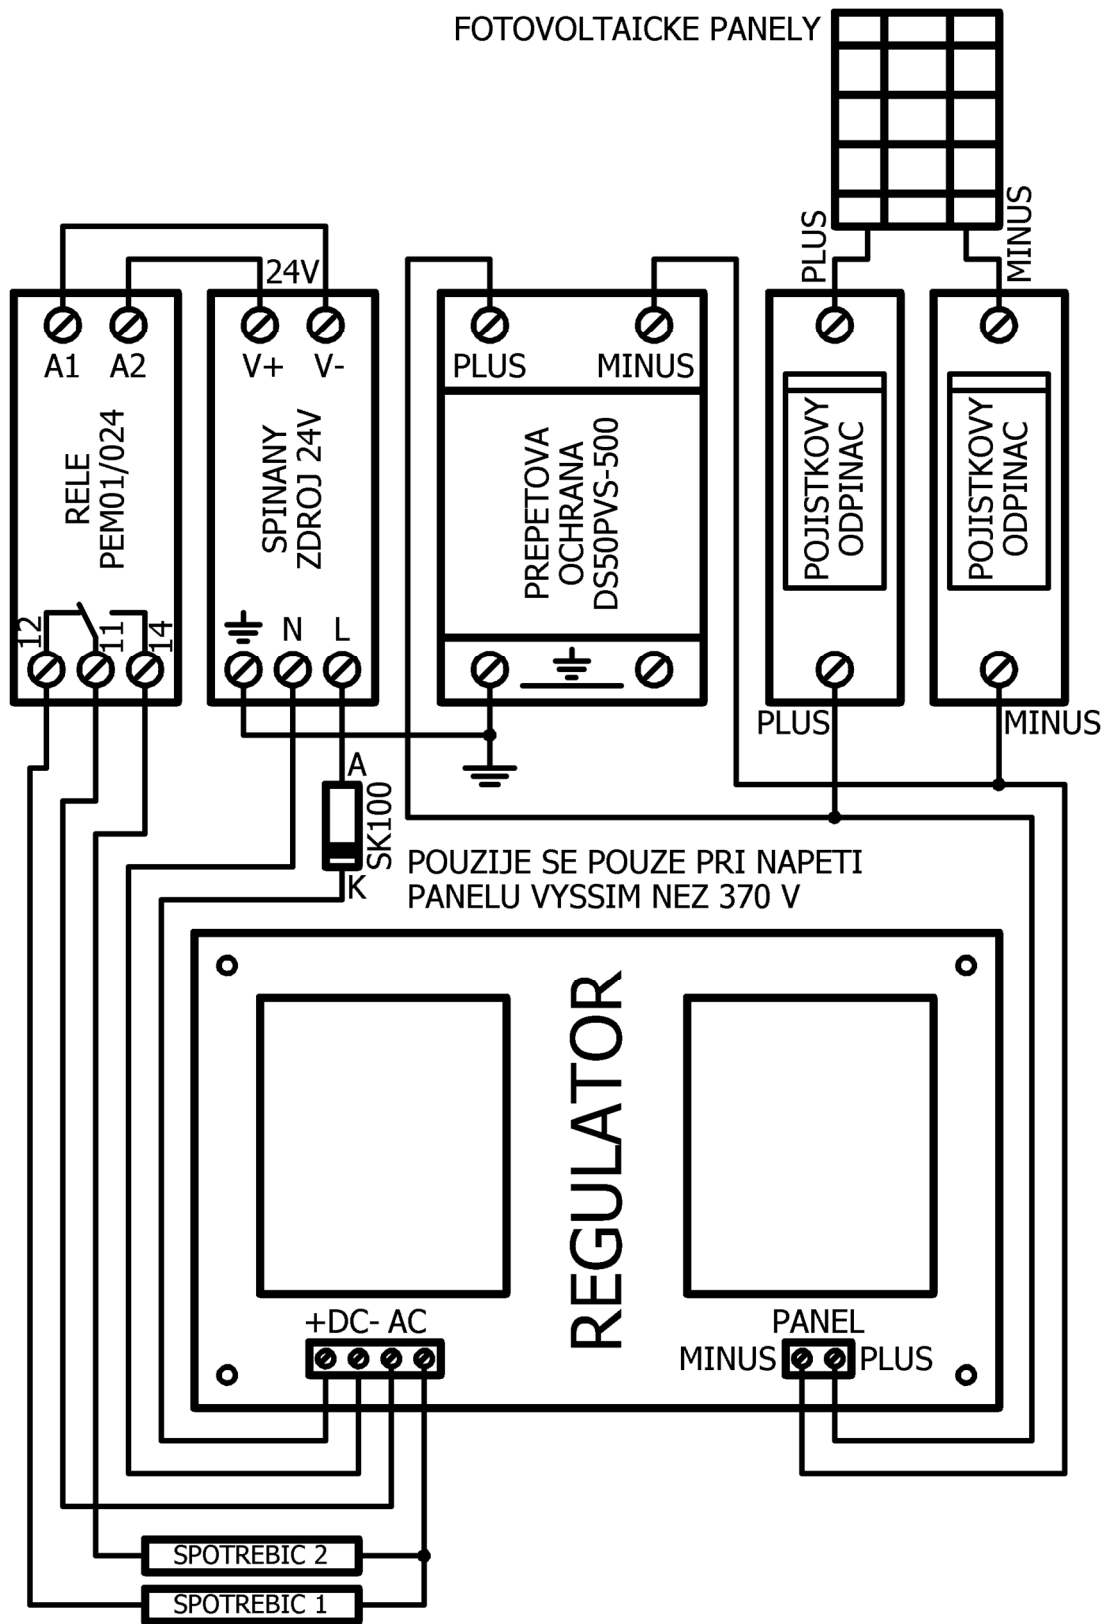 FOTOVOLTAICKE PANELY
PLUS
MINUS
24V
A1 A2
V+ V-
PLUS MINUS
RELE
PEM01/024
SPINANY
ZDROJ 24V
PREPETOVA
OCHRANA
DS50PVS-500
POJISTKOVY
ODPINAC
POJISTKOVY
ODPINAC
12 11 14
N L
PLUS
MINUS
A
SK100
K
POUZIJE SE POUZE PRI NAPETI
PANELU VYSSIM NEZ 370 V
REGULATOR
+DC- AC
PANEL
MINUS PLUS
SPOTREBIC 2
SPOTREBIC 1